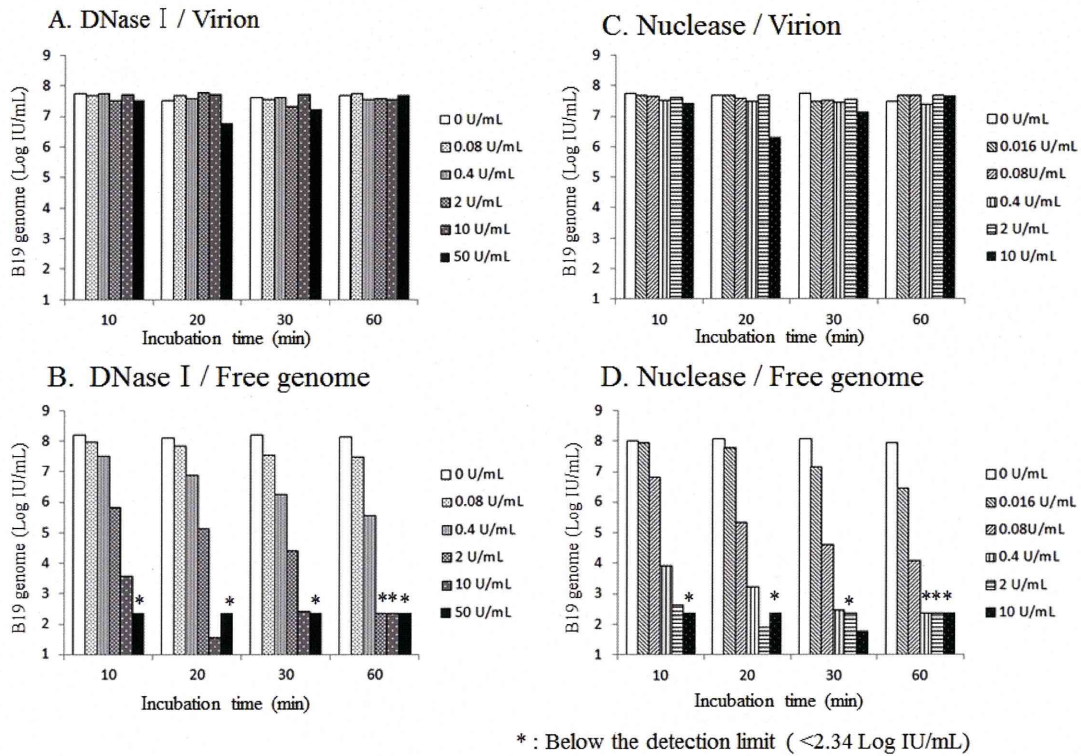 A. DNase Ⅰ / Virion
B19 genome (Log IU/mL)
9
8
7
6
5
4
3
2
1
10 20 30 60
Incubation time (min)
0 U/mL
0.08 U/mL
0.4 U/mL
2 U/mL
10 U/mL
50 U/mL
C. Nuclease / Virion
B19 genome (Log IU/mL)
9
8
7
6
5
4
3
2
1
10 20 30 60
Incubation time (min)
0 U/mL
0.016 U/mL
0.08U/mL
0.4 U/mL
2 U/mL
10 U/mL
B. DNase Ⅰ / Free genome
B19 genome (Log IU/mL)
9
8
7
6
5
4
3
2
1
* * * ***
10 20 30 60
Incubation time (min)
0 U/mL
0.08 U/mL
0.4 U/mL
2 U/mL
10 U/mL
50 U/mL
D. Nuclease / Free genome
B19 genome (Log IU/mL)
9
8
7
6
5
4
3
2
1
* * * ***
10 20 30 60
Incubation time (min)
0 U/mL
0.016 U/mL
0.08U/mL
0.4 U/mL
2 U/mL
10 U/mL
* : Below the detection limit ( <2.34 Log IU/mL)